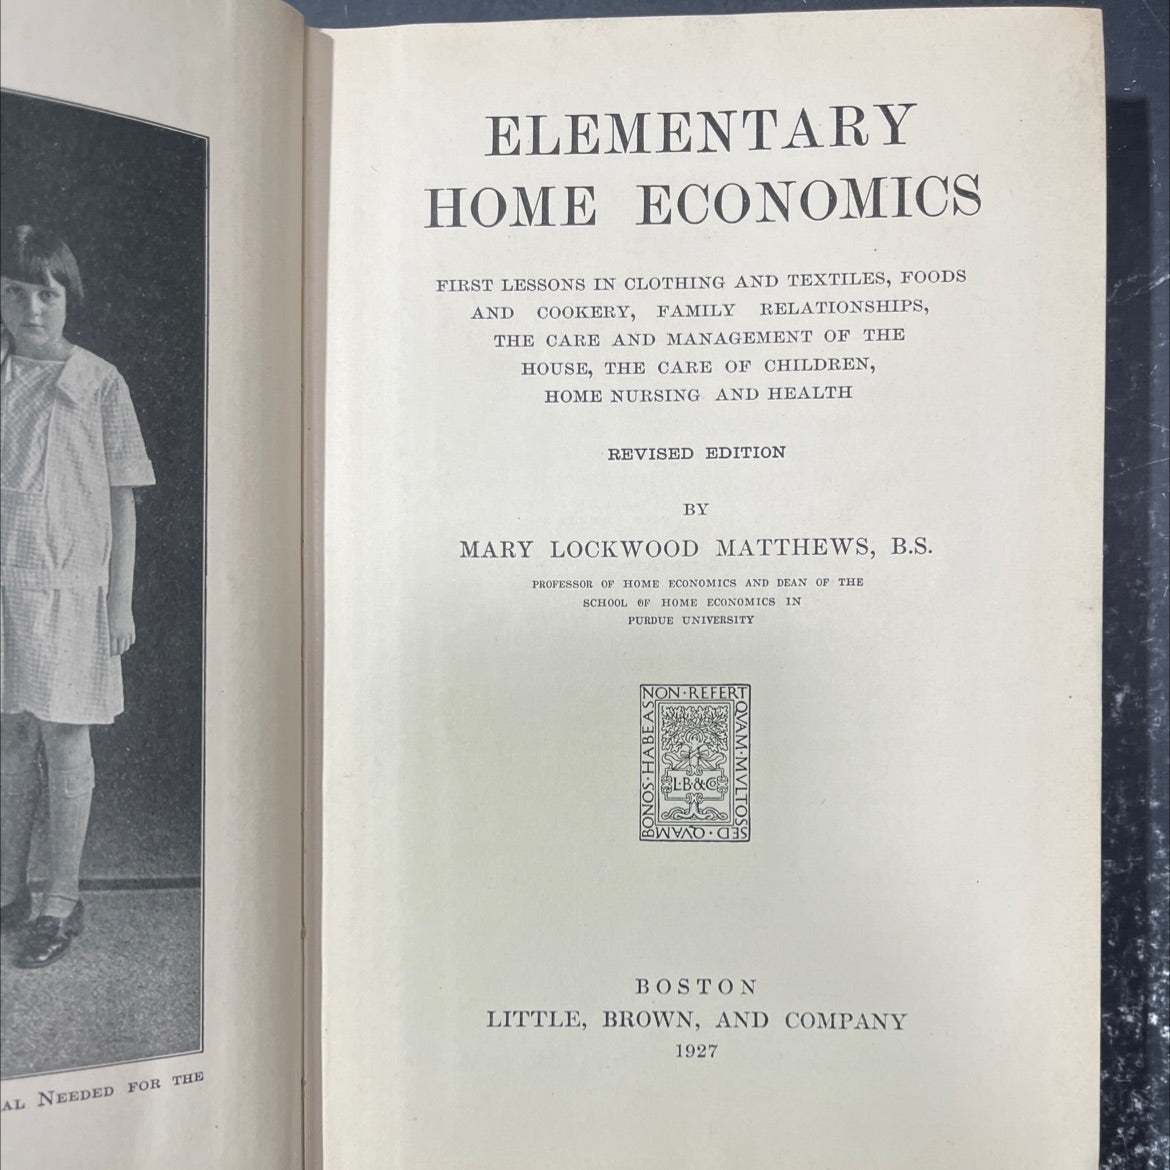 AL NEEDED FOR THE
ELEMENTARY
HOME ECONOMICS
FIRST LESSONS IN CLOTHING AND TEXTILES, FOODS
AND COOKERY, FAMILY RELATIONSHIPS,
THE CARE AND MANAGEMENT OF THE
HOUSE, THE CARE OF CHILDREN,
HOME NURSING AND HEALTH
REVISED EDITION
BY
MARY LOCKWOOD MATTHEWS, B.S.
PROFESSOR OF HOME ECONOMICS AND DEAN OF THE
SCHOOL OF HOME ECONOMICS IN
PURDUE UNIVERSITY
NON·REFERT
QVAM·MVLTOS
SED·QVAM
BONOS·HABEAS
L·B·&Co
BOSTON
LITTLE, BROWN, AND COMPANY
1927